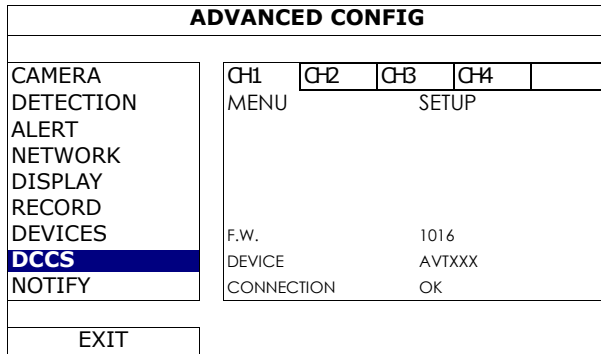 ADVANCED CONFIG
CAMERA
DETECTION
ALERT
NETWORK
DISPLAY
RECORD
DEVICES
DCCS
NOTIFY
EXIT
CH1 CH2 CH3 CH4
MENU SETUP
F.W. 1016
DEVICE AVTXXX
CONNECTION OK